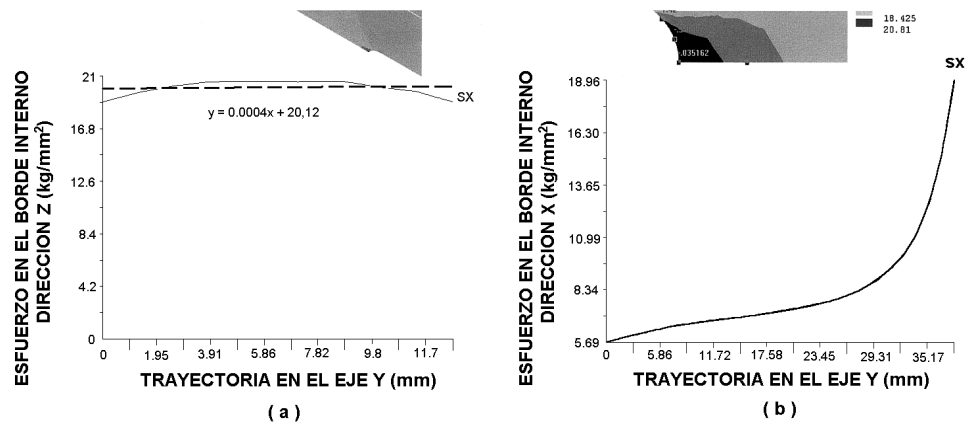 18.425
20.81
.035162
ESFUERZO EN EL BORDE INTERNO
DIRECCION Z (kg/mm²)
21
16.8
12.6
8.4
4.2
0
SX
y = 0.0004x + 20,12
0 1.95 3.91 5.86 7.82 9.8 11.7
TRAYECTORIA EN EL EJE Y (mm)
( a )
ESFUERZO EN EL BORDE INTERNO
DIRECCION X (kg/mm²)
18.96
16.30
13.65
10.99
8.34
5.69
SX
0 5.86 11.72 17.58 23.45 29.31 35.17
TRAYECTORIA EN EL EJE Y (mm)
( b )